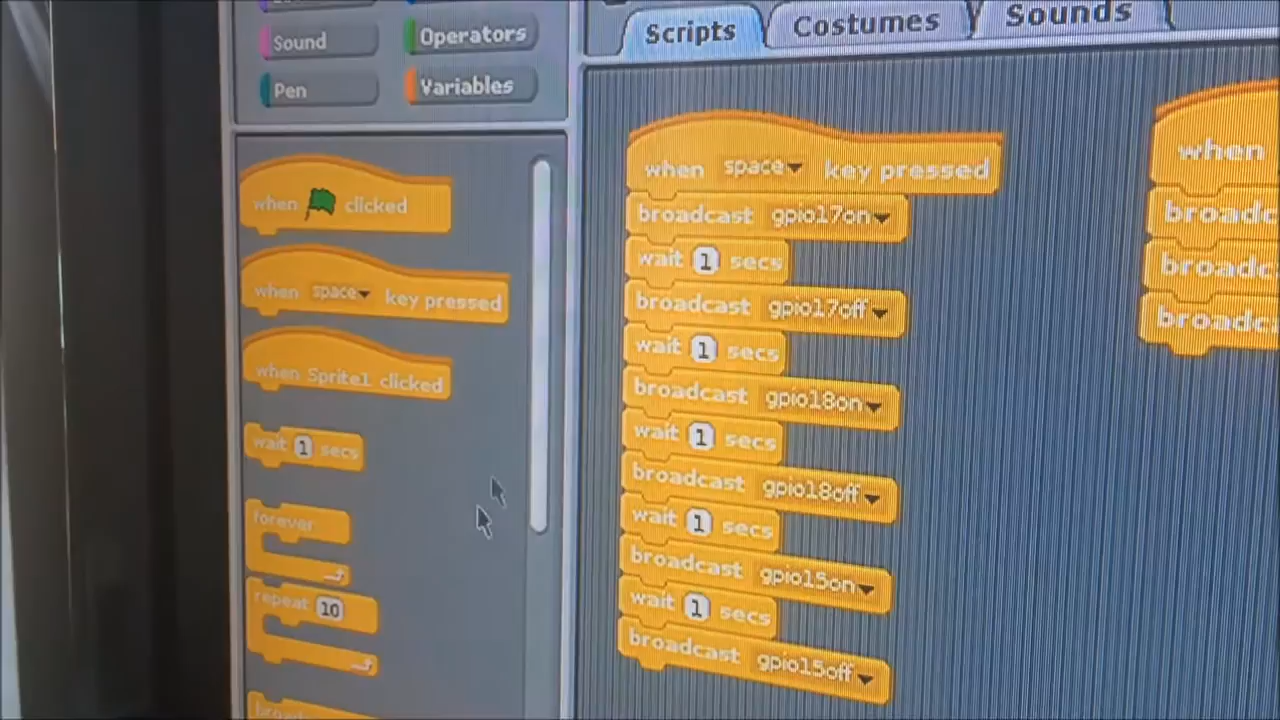 Sound
Operators
Pen
Variables
Scripts
Costumes
Sounds
when clicked
when space key pressed
when Sprite1 clicked
wait 1 secs
forever
repeat 10
when space key pressed
broadcast gpio17on
wait 1 secs
broadcast gpio17off
wait 1 secs
broadcast gpio18on
wait 1 secs
broadcast gpio18off
wait 1 secs
broadcast gpio15on
wait 1 secs
broadcast gpio15off
when